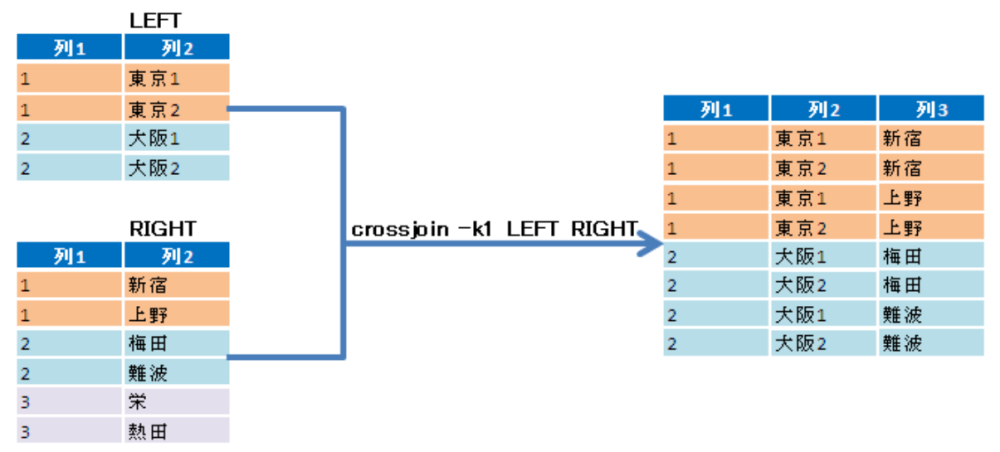 LEFT
列1 列2
1 東京1
1 東京2
2 大阪1
2 大阪2
RIGHT
列1 列2
1 新宿
1 上野
2 梅田
2 難波
3 栄
3 熱田
crossjoin -k1 LEFT RIGHT
列1 列2 列3
1 東京1 新宿
1 東京2 新宿
1 東京1 上野
1 東京2 上野
2 大阪1 梅田
2 大阪2 梅田
2 大阪1 難波
2 大阪2 難波